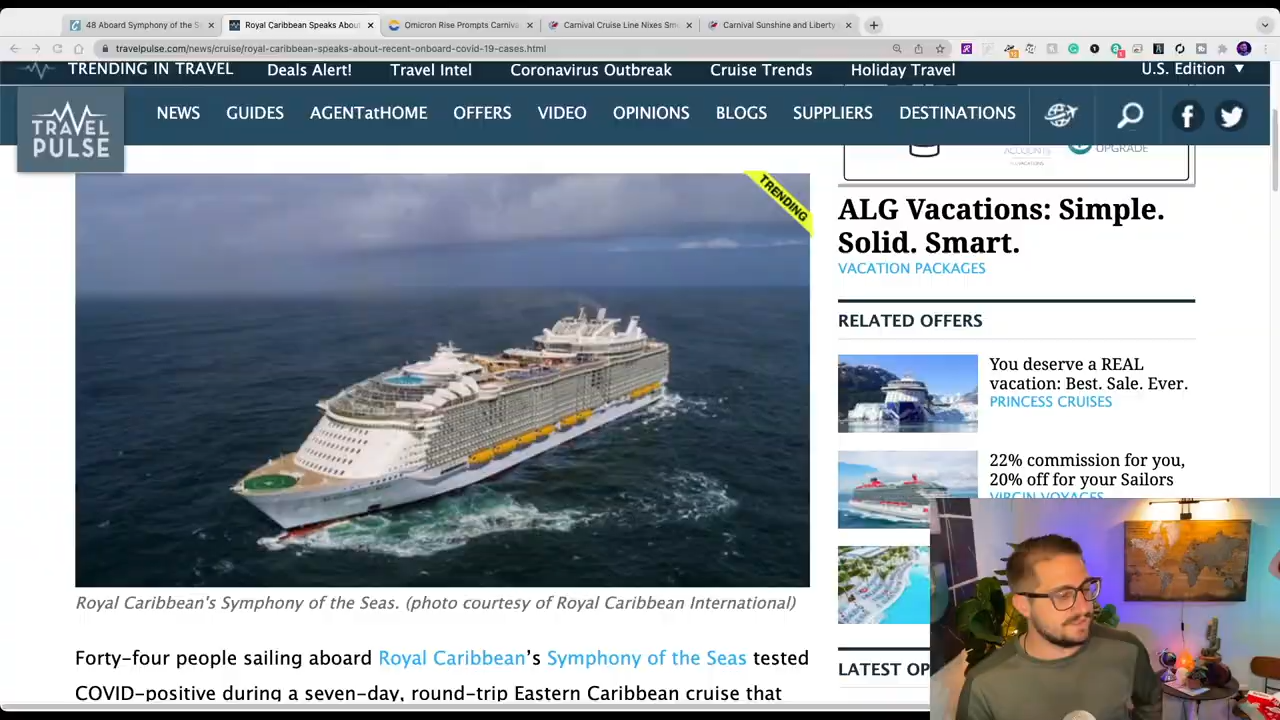 48 Aboard Symphony of the S
Royal Caribbean Speaks Abou
Omicron Rise Prompts Carniva
Carnival Cruise Line Nixes Sm
Carnival Sunshine and Liberty
travelpulse.com/news/cruise/royal-caribbean-speaks-about-recent-onboard-covid-19-cases.html
TRENDING IN TRAVEL Deals Alert! Travel Intel Coronavirus Outbreak Cruise Trends Holiday Travel U.S. Edition ▼
TRAVEL
PULSE
NEWS GUIDES AGENTatHOME OFFERS VIDEO OPINIONS BLOGS SUPPLIERS DESTINATIONS
UPGRADE
TRENDING
ALG Vacations: Simple.
Solid. Smart.
VACATION PACKAGES
RELATED OFFERS
You deserve a REAL
vacation: Best. Sale. Ever.
PRINCESS CRUISES
22% commission for you,
20% off for your Sailors
VIRGIN VOYAGES
LATEST OF
Royal Caribbean's Symphony of the Seas. (photo courtesy of Royal Caribbean International)
Forty-four people sailing aboard Royal Caribbean's Symphony of the Seas tested
COVID-positive during a seven-day, round-trip Eastern Caribbean cruise that